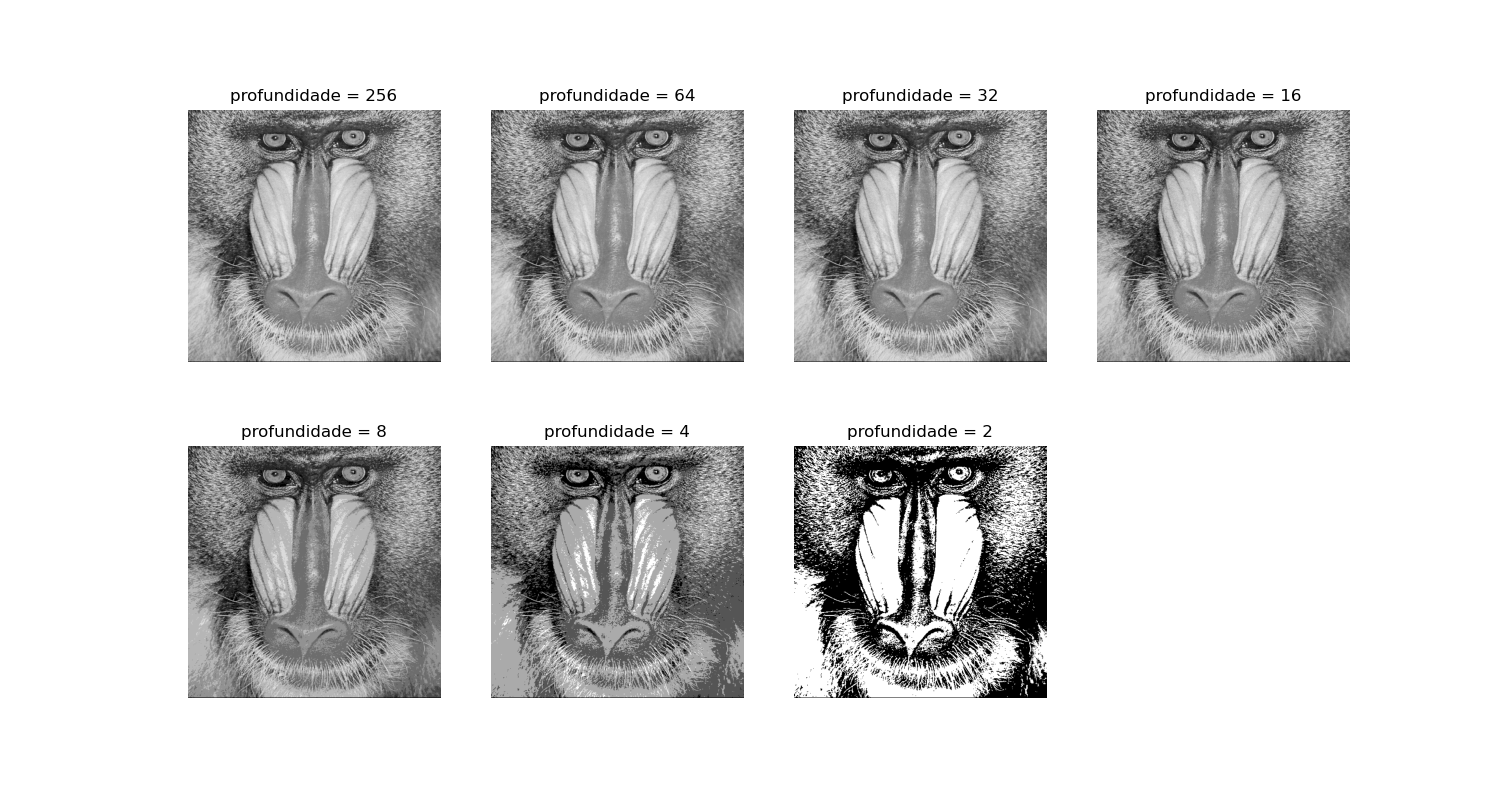 profundidade = 256
profundidade = 64
profundidade = 32
profundidade = 16
profundidade = 8
profundidade = 4
profundidade = 2